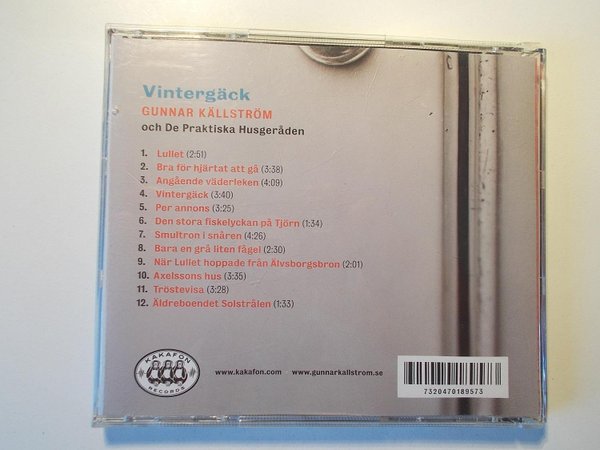 Vintergäck
GUNNAR KÄLLSTRÖM
och De Praktiska Husgeråden
1. Lullet (2:51)
2. Bra för hjärtat att gå (3:38)
3. Angående väderleken (4:09)
4. Vintergäck (3:40)
5. Per annons (3:25)
6. Den stora fiskelyckan på Tjörn (1:34)
7. Smultron i snåren (4:26)
8. Bara en grå liten fågel (2:30)
9. När Lullet hoppade från Älvsborgsbron (2:01)
10. Axelssons hus (3:35)
11. Tröstevisa (3:28)
12. Äldreboendet Solstrålen (1:33)
KAKAFON
RECORDS
www.kakafon.com www.gunnarkallstrom.se
7320470189573